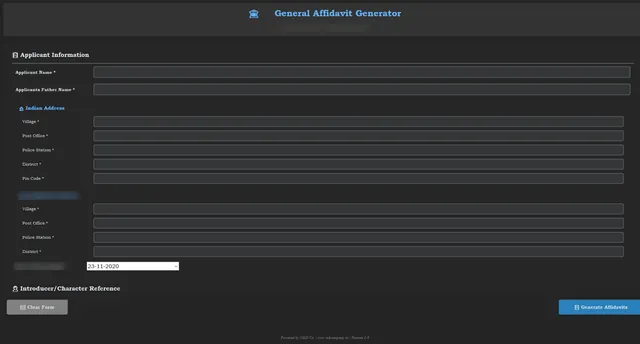 General Affidavit Generator
Applicant Information
Applicant Name *
Applicants Father Name *
Indian Address
Village *
Post Office *
Police Station *
District *
Pin Code *
Village *
Post Office *
Police Station *
District *
23-11-2020
Introducer/Character Reference
Clear Form
Generate Affidavits